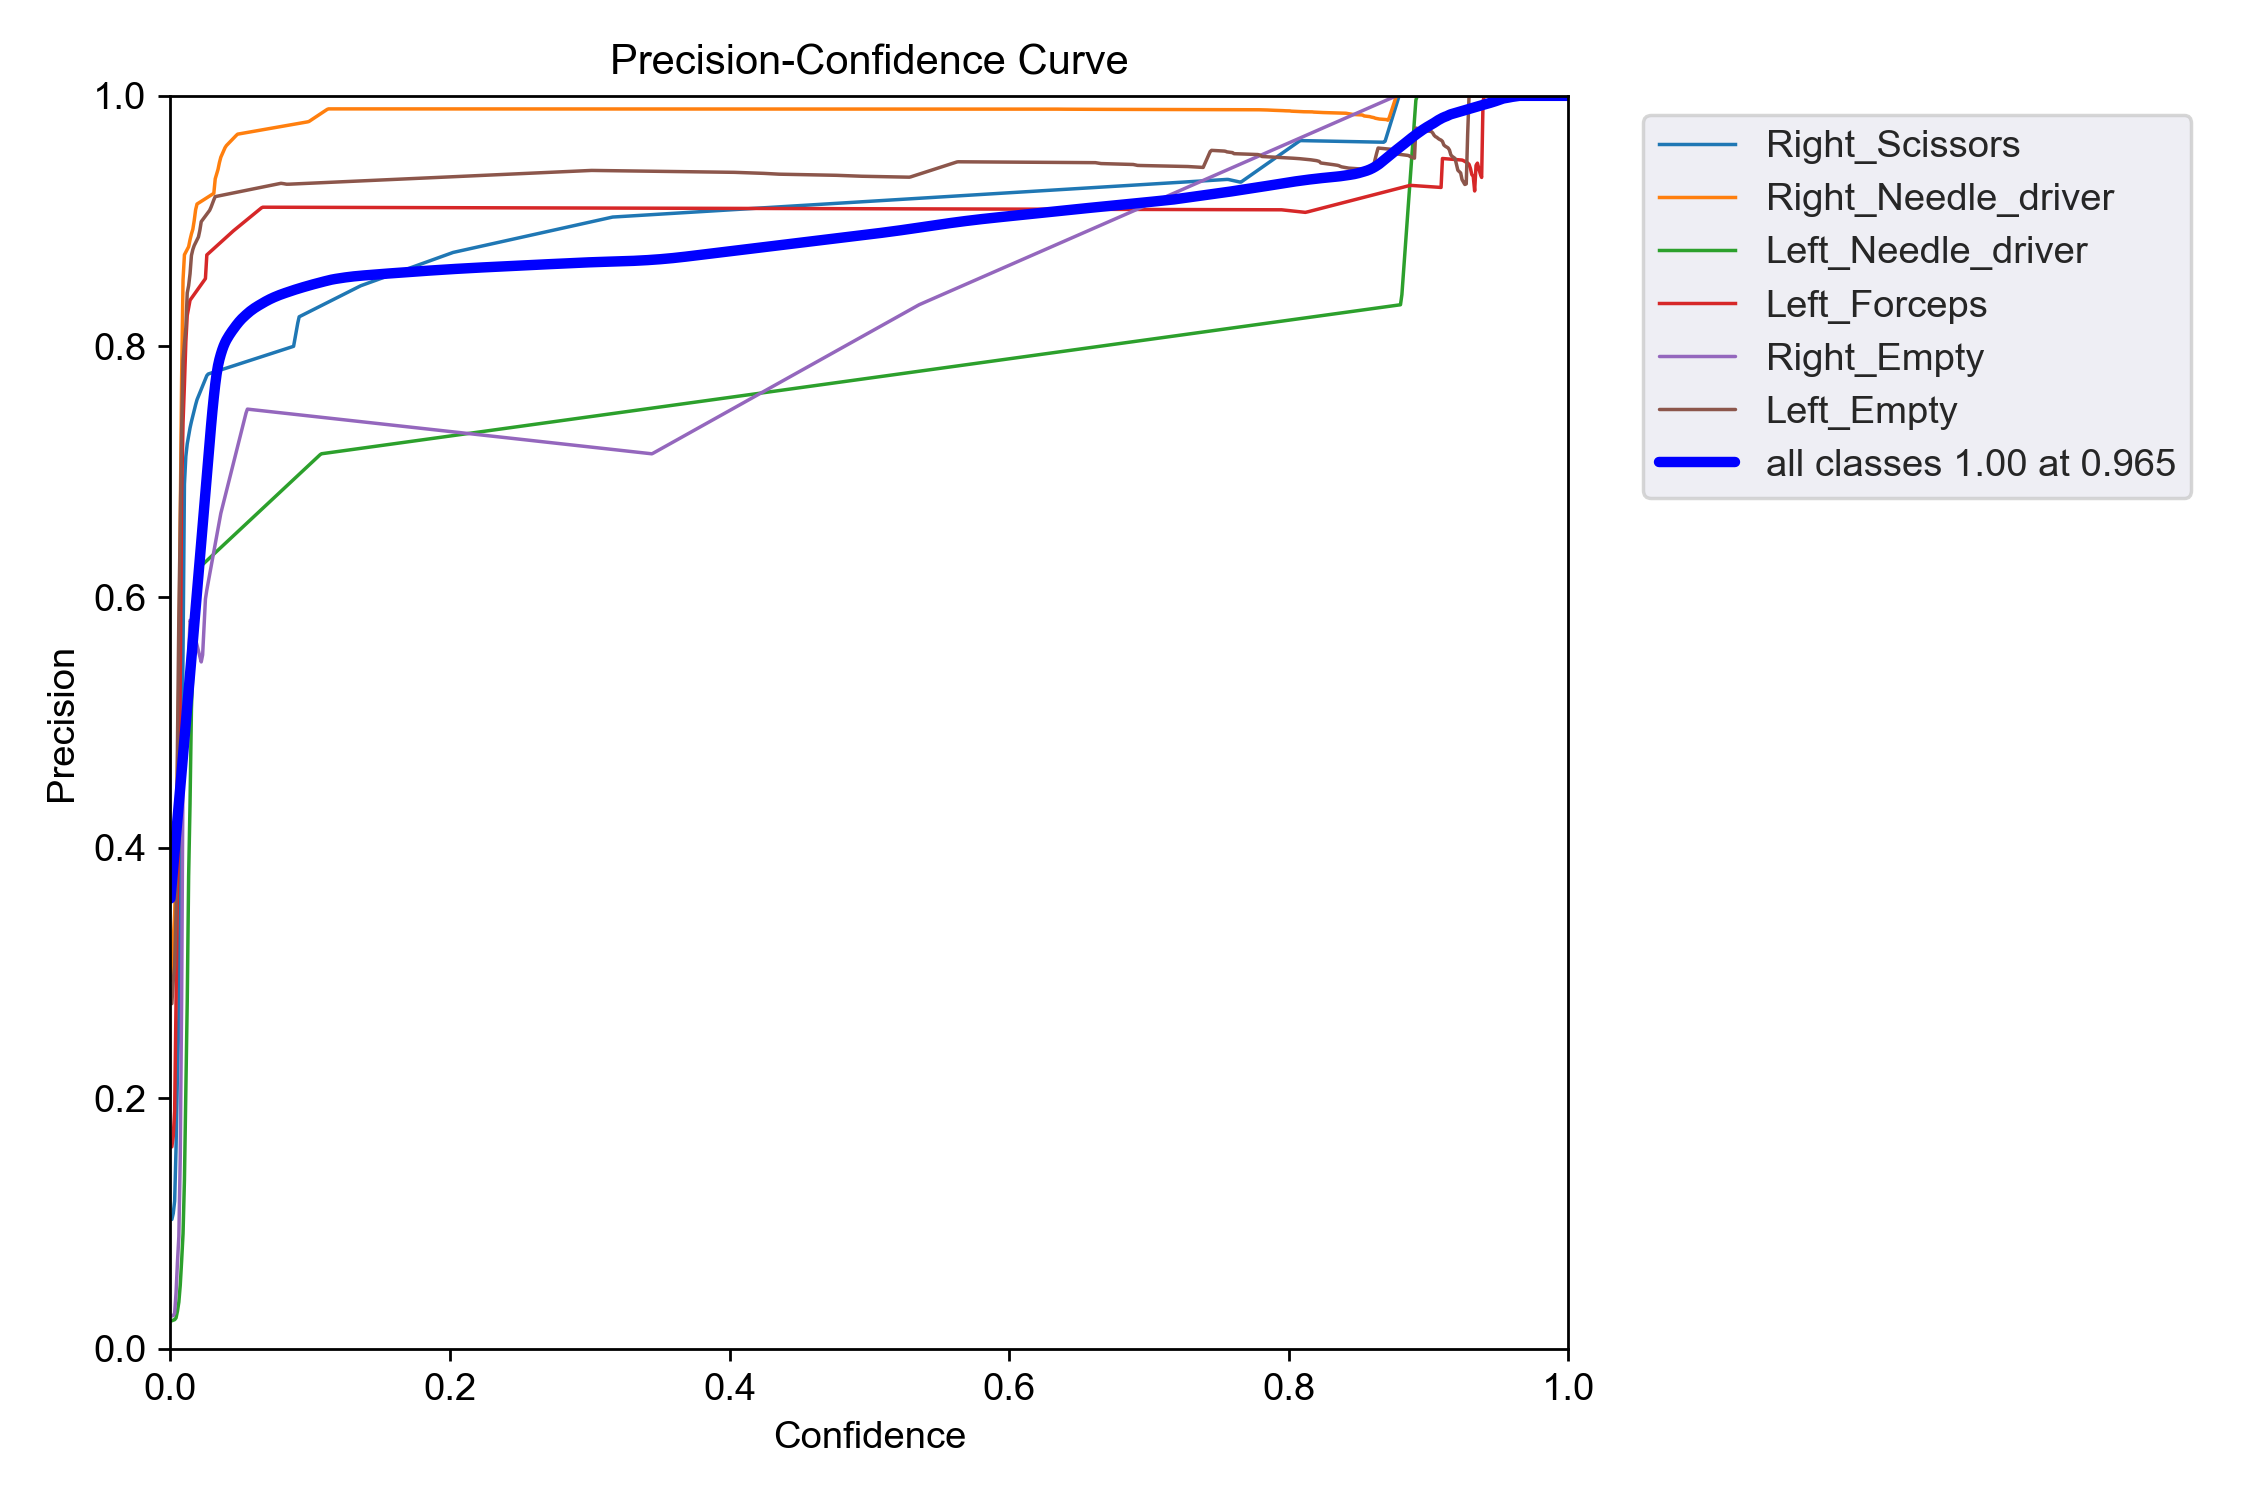 Precision-Confidence Curve
1.0
0.8
0.6
0.4
0.2
0.0
Precision
0.0 0.2 0.4 0.6 0.8 1.0
Confidence
Right_Scissors
Right_Needle_driver
Left_Needle_driver
Left_Forceps
Right_Empty
Left_Empty
all classes 1.00 at 0.965